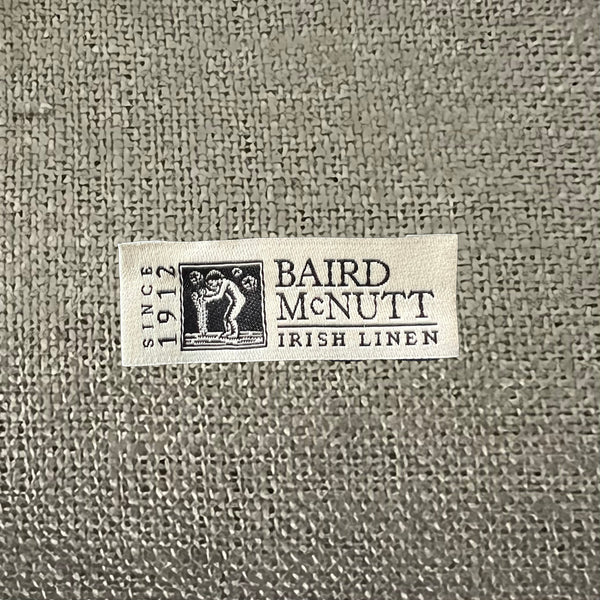 SINCE
1912
BAIRD
McNUTT
IRISH LINEN